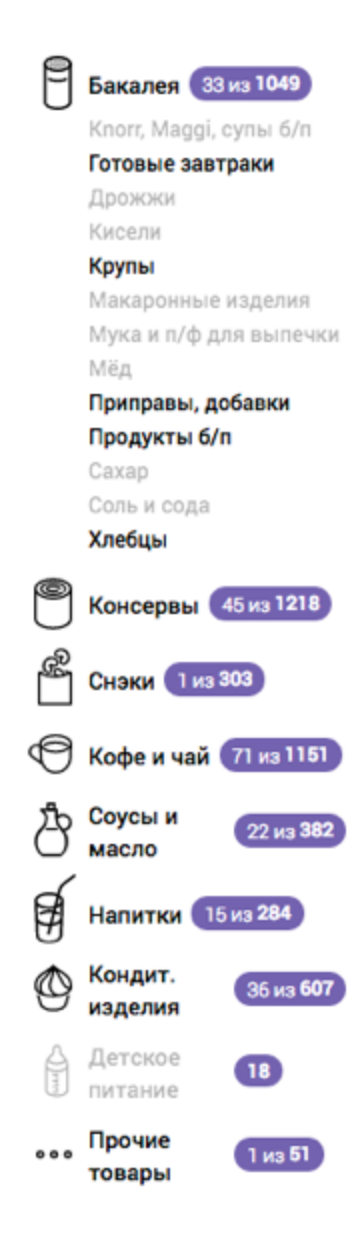 Бакалея 33 из 1049
Knorr, Maggi, супы б/п
Готовые завтраки
Дрожжи
Кисели
Крупы
Макаронные изделия
Мука и п/ф для выпечки
Мёд
Приправы, добавки
Продукты б/п
Сахар
Соль и сода
Хлебцы
Консервы 45 из 1218
Снэки 1 из 303
Кофе и чай 71 из 1151
Соусы и
масло 22 из 382
Напитки 15 из 284
Кондит.
изделия 36 из 607
Детское
питание 18
Прочие
товары 1 из 51